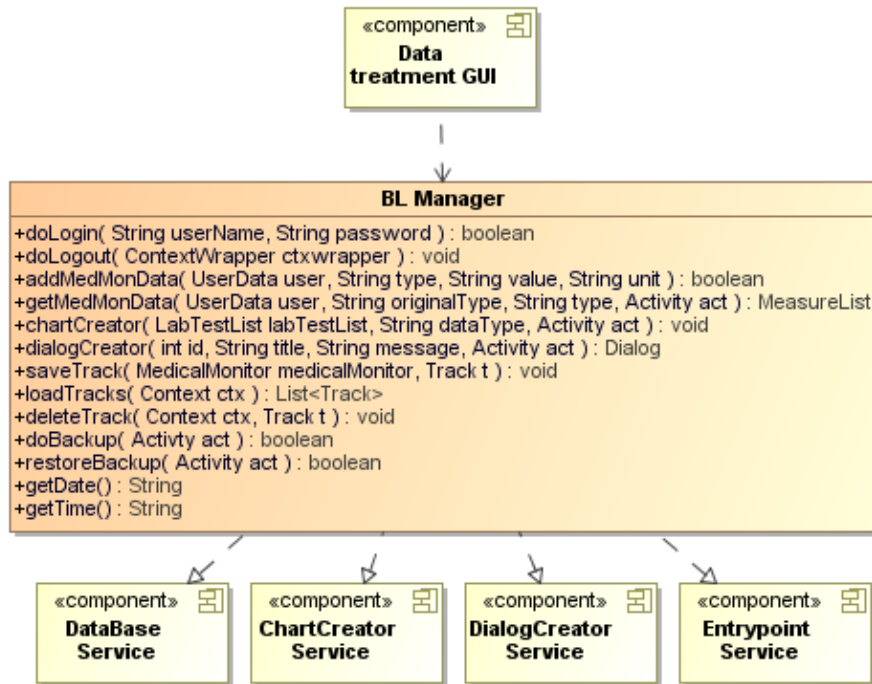 «component»
Data
treatment GUI
BL Manager
+doLogin( String userName, String password ) : boolean
+doLogout( ContextWrapper ctxwrapper ) : void
+addMedMonData( UserData user, String type, String value, String unit ) : boolean
+getMedMonData( UserData user, String originalType, String type, Activity act ) : MeasureList
+chartCreator( LabTestList labTestList, String dataType, Activity act ) : void
+dialogCreator( int id, String title, String message, Activity act ) : Dialog
+saveTrack( MedicalMonitor medicalMonitor, Track t ) : void
+loadTracks( Context ctx ) : List<Track>
+deleteTrack( Context ctx, Track t ) : void
+doBackup( Activty act ) : boolean
+restoreBackup( Activity act ) : boolean
+getDate() : String
+getTime() : String
«component»
DataBase
Service
«component»
ChartCreator
Service
«component»
DialogCreator
Service
«component»
Entrypoint
Service